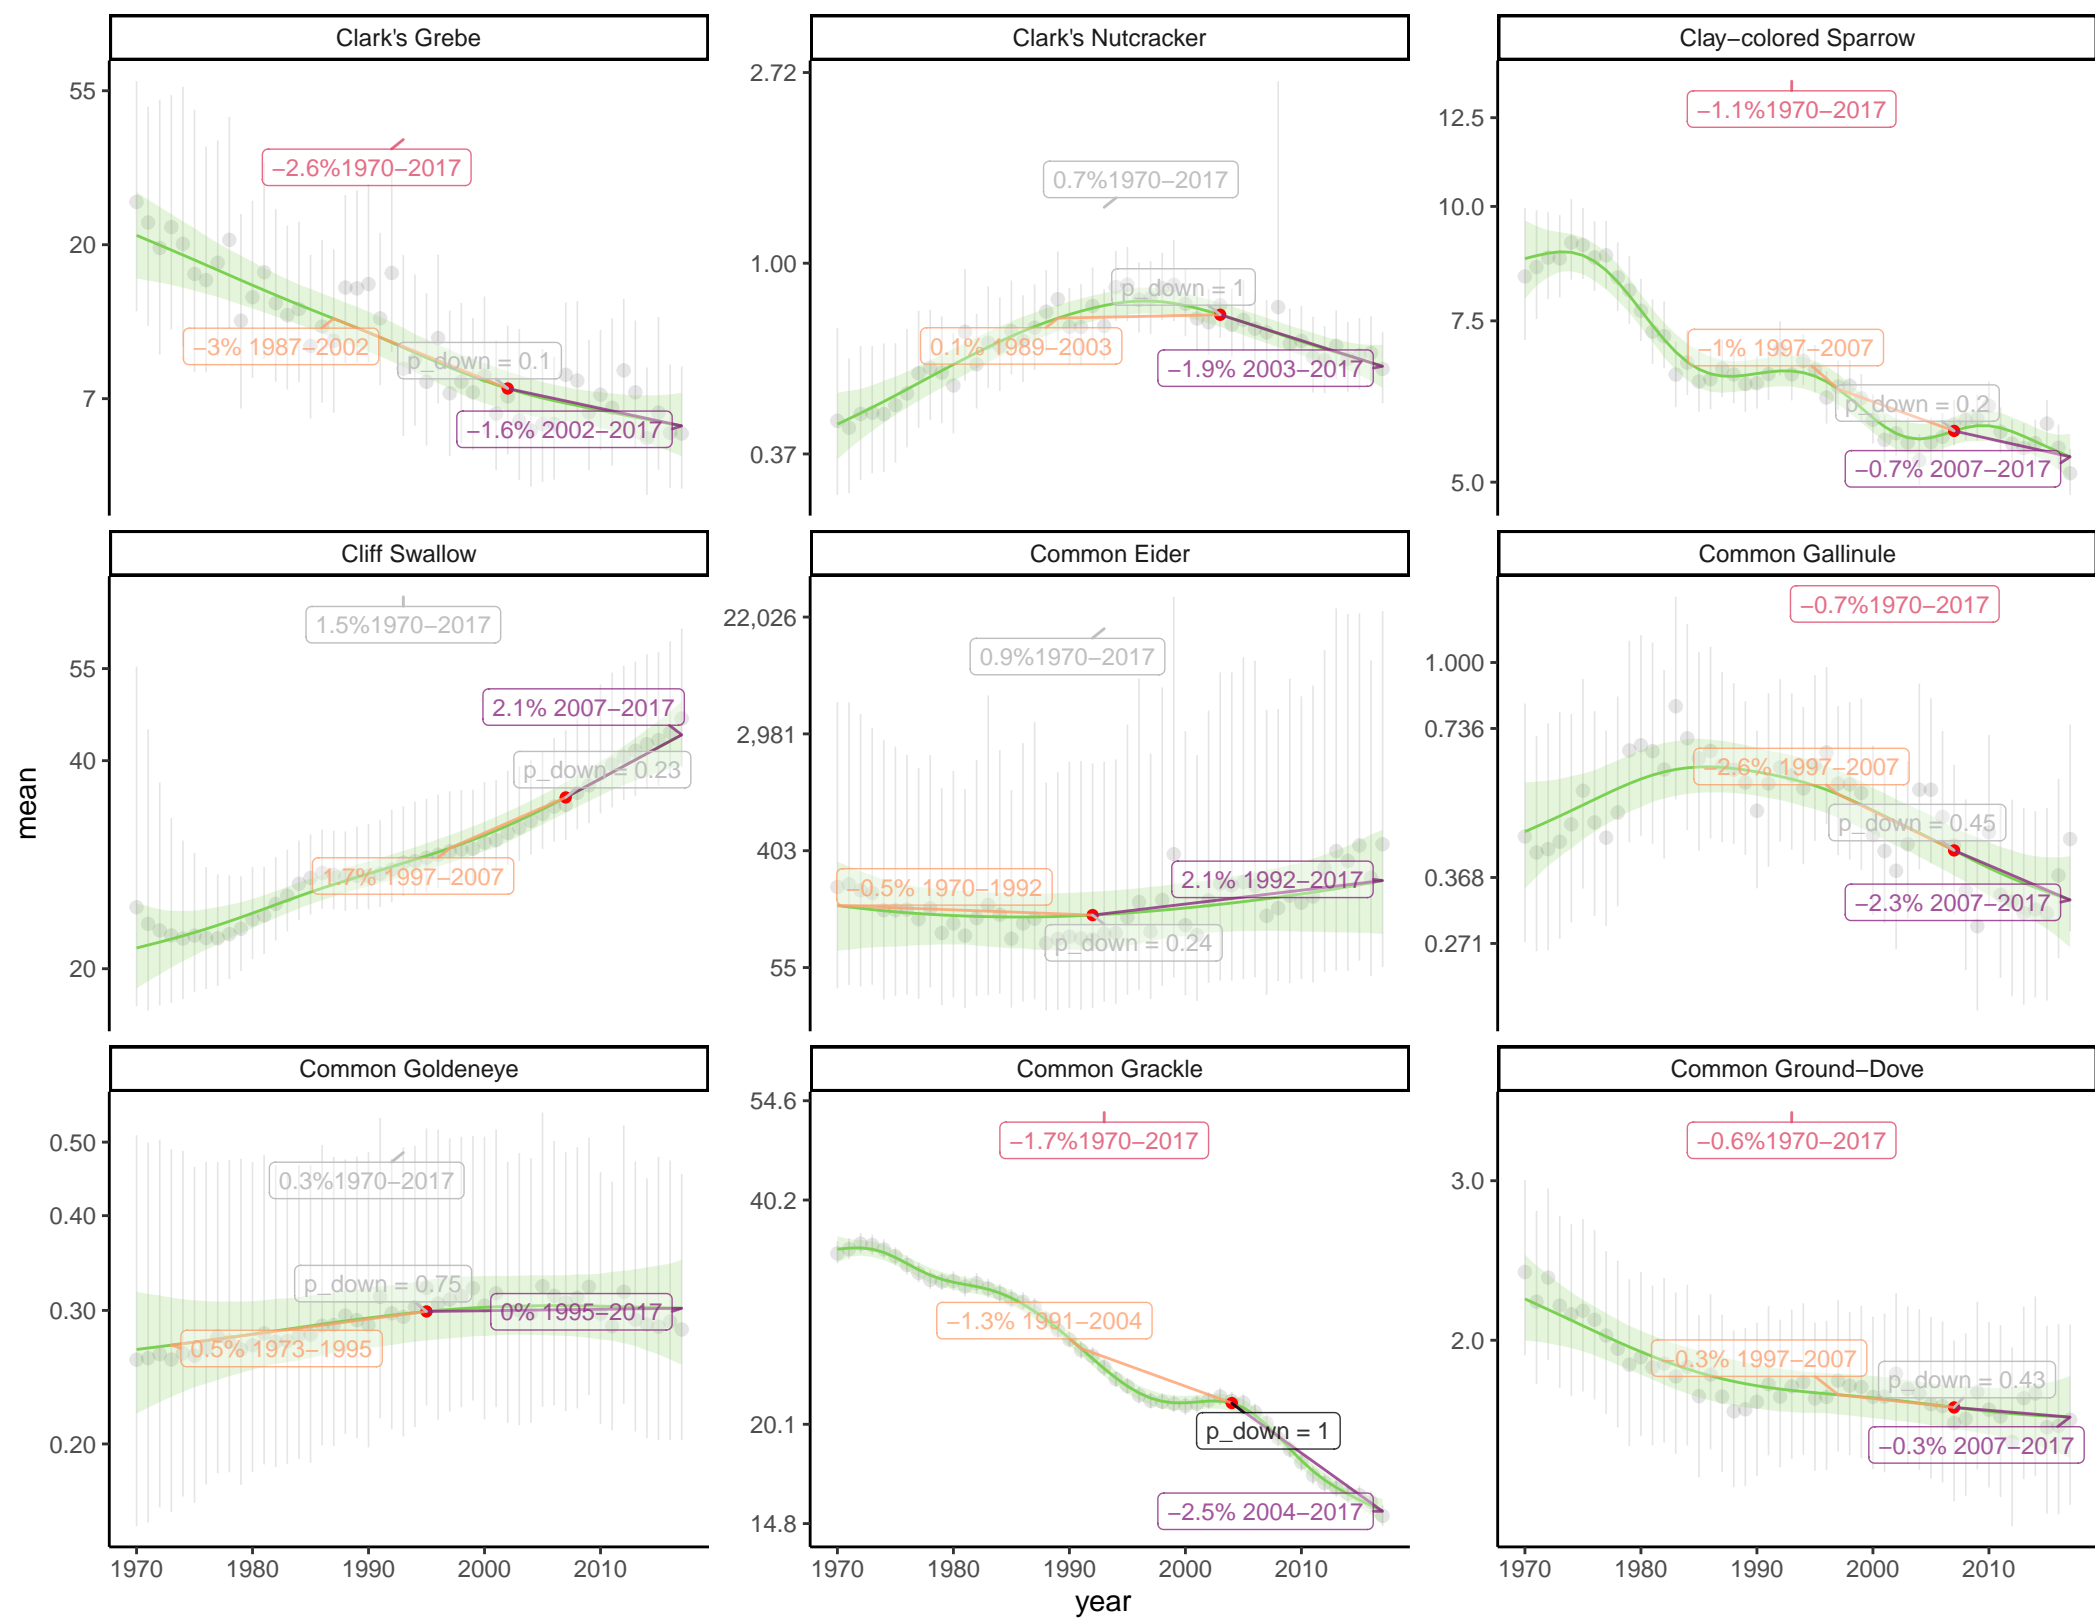 Clark's Grebe
55
20
7
−2.6%1970−2017
−3% 1987−2002
p_down = 0.1
−1.6% 2002−2017
Clark's Nutcracker
2.72
1.00
0.37
0.7%1970−2017
p_down = 1
0.1% 1989−2003
−1.9% 2003−2017
Clay−colored Sparrow
12.5
10.0
7.5
5.0
−1.1%1970−2017
−1% 1997−2007
p_down = 0.2
−0.7% 2007−2017
mean
Cliff Swallow
55
40
20
1.5%1970−2017
2.1% 2007−2017
p_down = 0.23
1.7% 1997−2007
Common Eider
22,026
2,981
403
55
0.9%1970−2017
−0.5% 1970−1992
2.1% 1992−2017
p_down = 0.24
Common Gallinule
1.000
0.736
0.368
0.271
−0.7%1970−2017
−2.6% 1997−2007
p_down = 0.45
−2.3% 2007−2017
Common Goldeneye
0.50
0.40
0.30
0.20
0.3%1970−2017
p_down = 0.75
0% 1995−2017
0.5% 1973−1995
1970 1980 1990 2000 2010
Common Grackle
54.6
40.2
20.1
14.8
−1.7%1970−2017
−1.3% 1991−2004
p_down = 1
−2.5% 2004−2017
1970 1980 1990 2000 2010
Common Ground−Dove
3.0
2.0
−0.6%1970−2017
−0.3% 1997−2007
p_down = 0.43
−0.3% 2007−2017
1970 1980 1990 2000 2010
year